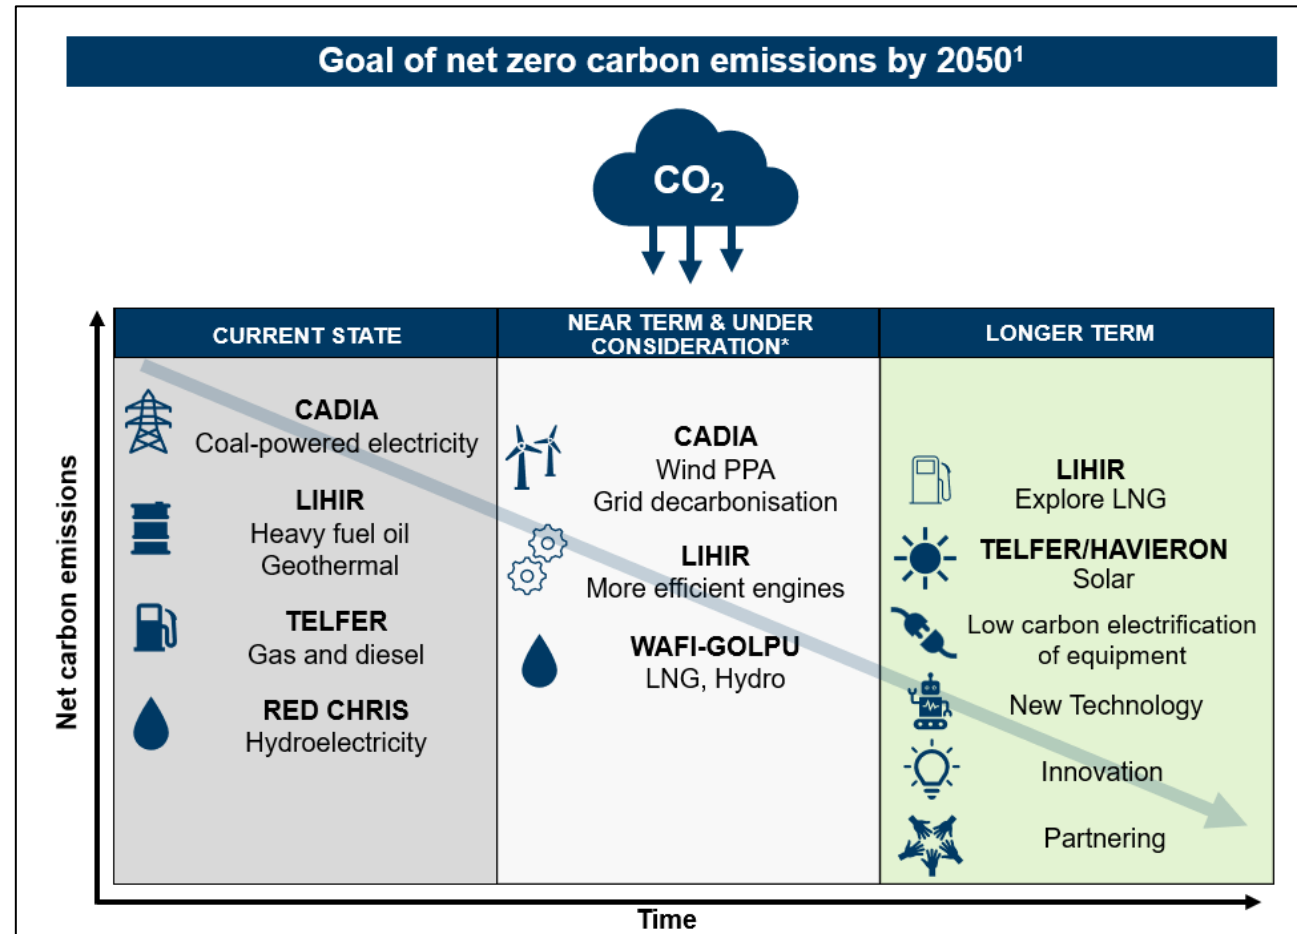 Goal of net zero carbon emissions by 2050¹
CO₂
CURRENT STATE
CADIA
Coal-powered electricity
LIHIR
Heavy fuel oil
Geothermal
TELFER
Gas and diesel
RED CHRIS
Hydroelectricity
NEAR TERM & UNDER
CONSIDERATION*
CADIA
Wind PPA
Grid decarbonisation
LIHIR
More efficient engines
WAFI-GOLPU
LNG, Hydro
LONGER TERM
LIHIR
Explore LNG
TELFER/HAVIERON
Solar
Low carbon electrification
of equipment
New Technology
Innovation
Partnering
Net carbon emissions
Time